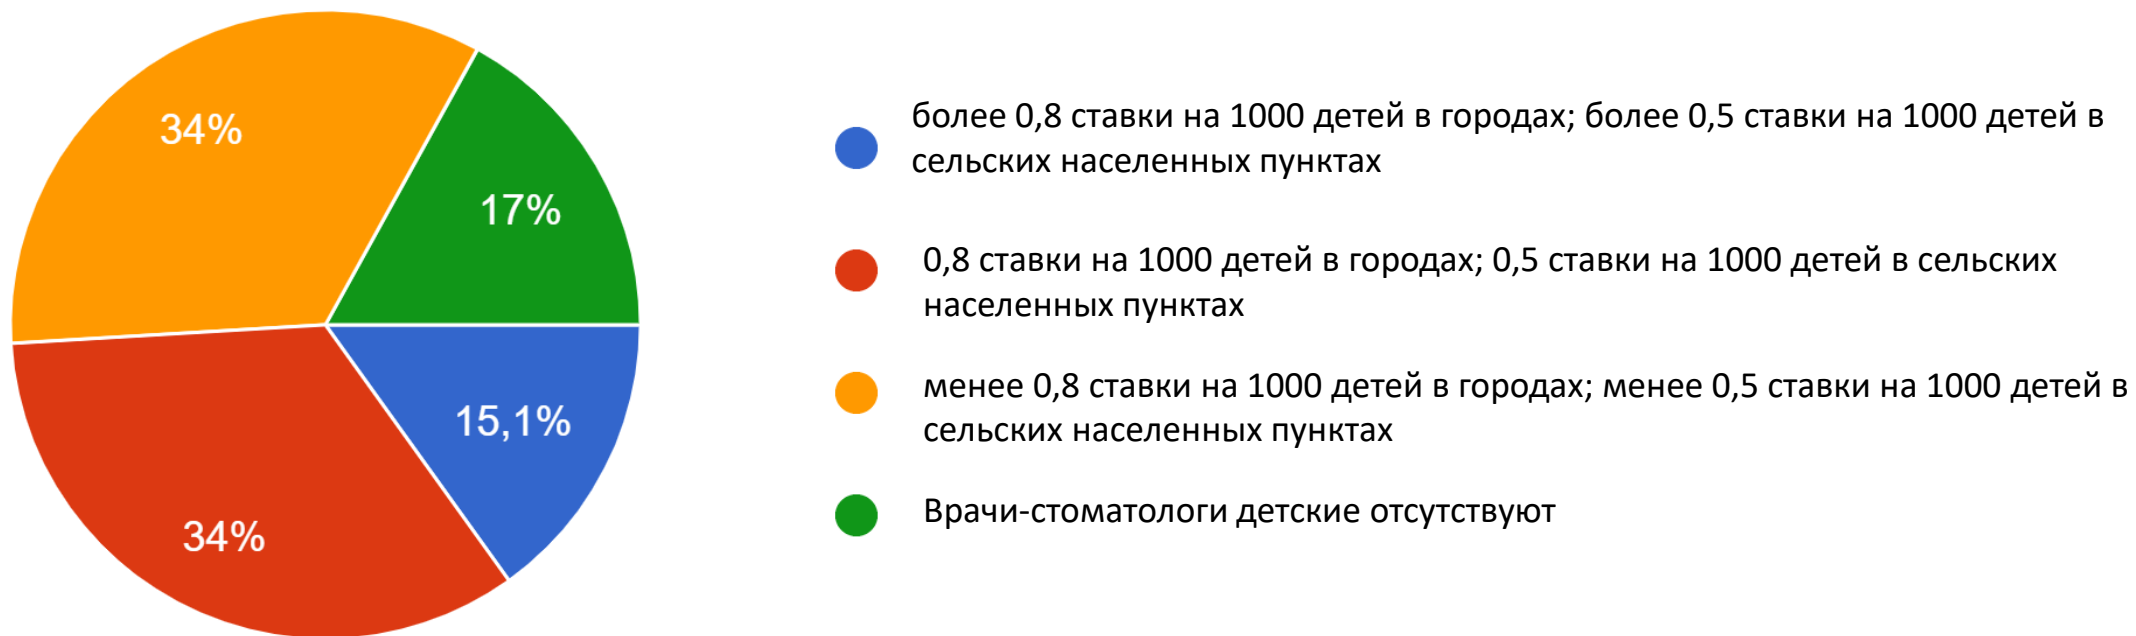 34%
17%
15,1%
34%
более 0,8 ставки на 1000 детей в городах; более 0,5 ставки на 1000 детей в
сельских населенных пунктах
0,8 ставки на 1000 детей в городах; 0,5 ставки на 1000 детей в сельских
населенных пунктах
менее 0,8 ставки на 1000 детей в городах; менее 0,5 ставки на 1000 детей в
сельских населенных пунктах
Врачи-стоматологи детские отсутствуют